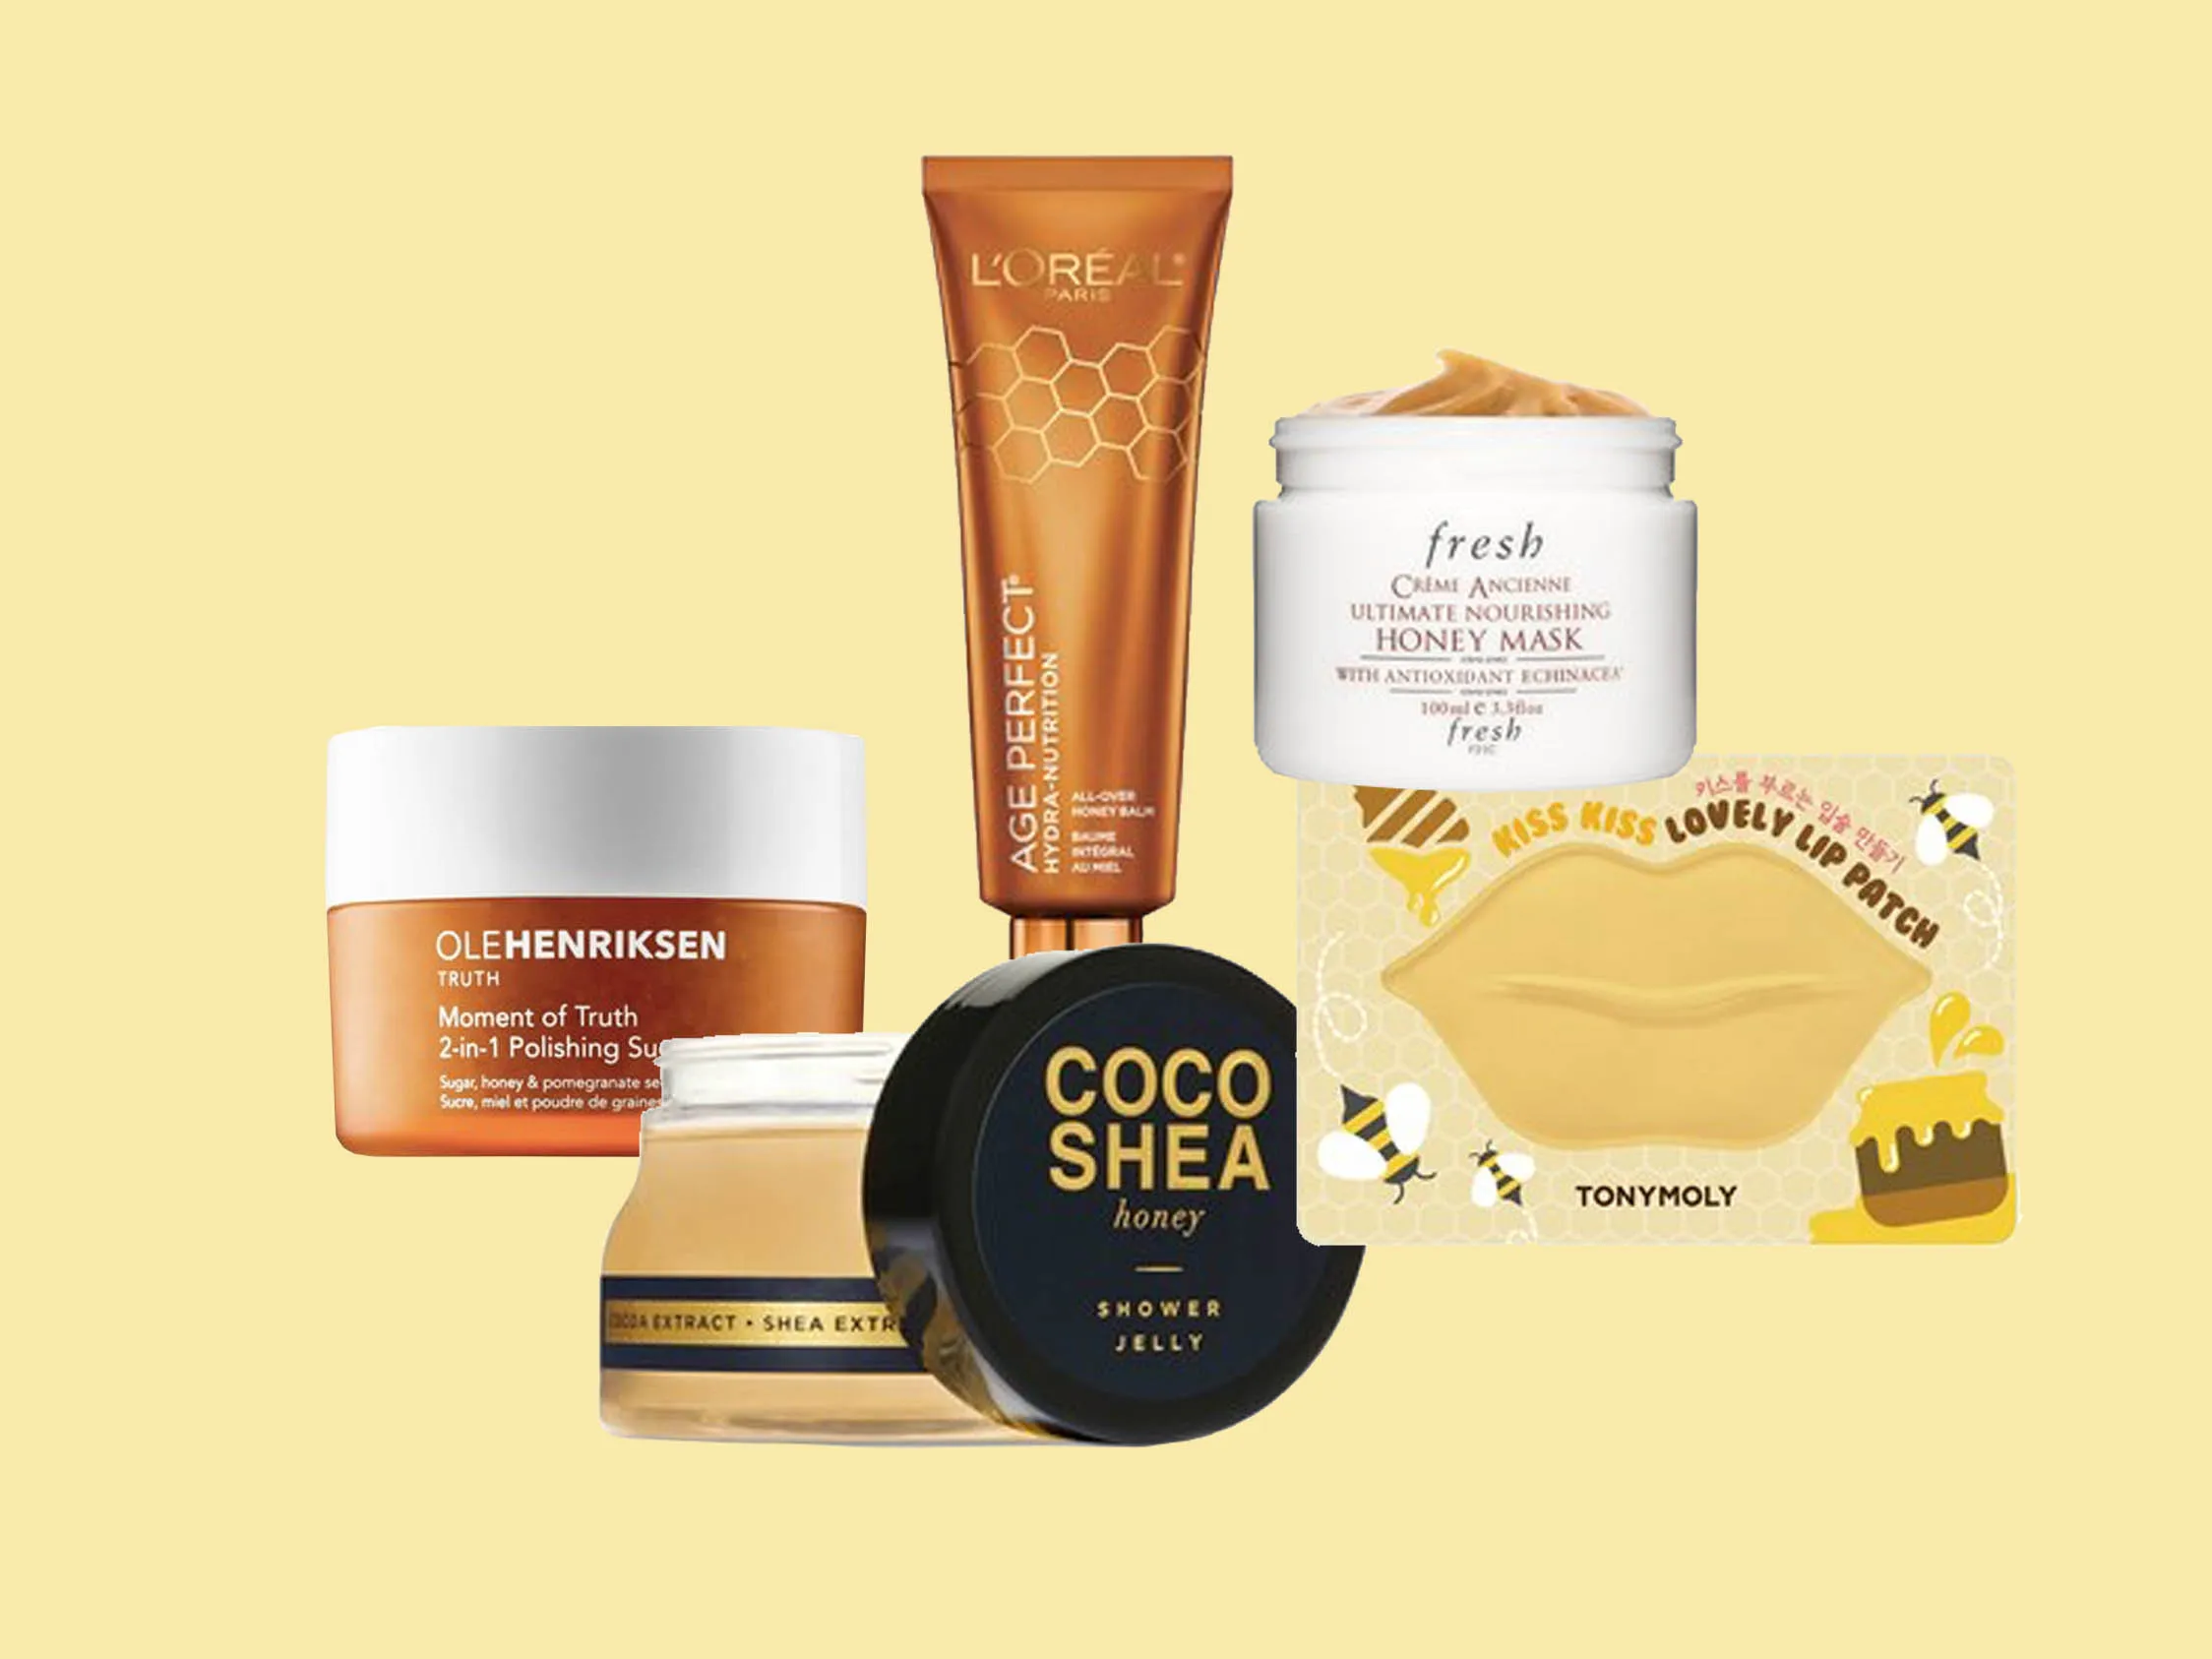 L'ORÉAL®
PARIS
AGE PERFECT®
HYDRA-NUTRITION
ALL-OVER
HONEY BALM
BAUME
INTÉGRAL
AU MIEL
fresh
CRÈME ANCIENNE
ULTIMATE NOURISHING
HONEY MASK
WITH ANTIOXIDANT ECHINACEA
100ml e 3.3floz
fresh
OLEHENRIKSEN
TRUTH
Moment of Truth
2-in-1 Polishing Su
Sugar, honey & pomegranate se
Sucre, miel et poudre de graines
COCO
SHEA
honey
SHOWER
JELLY
COCOA EXTRACT • SHEA EXTR
키스를 부르는 입술 만들기
KISS KISS LOVELY LIP PATCH
TONYMOLY